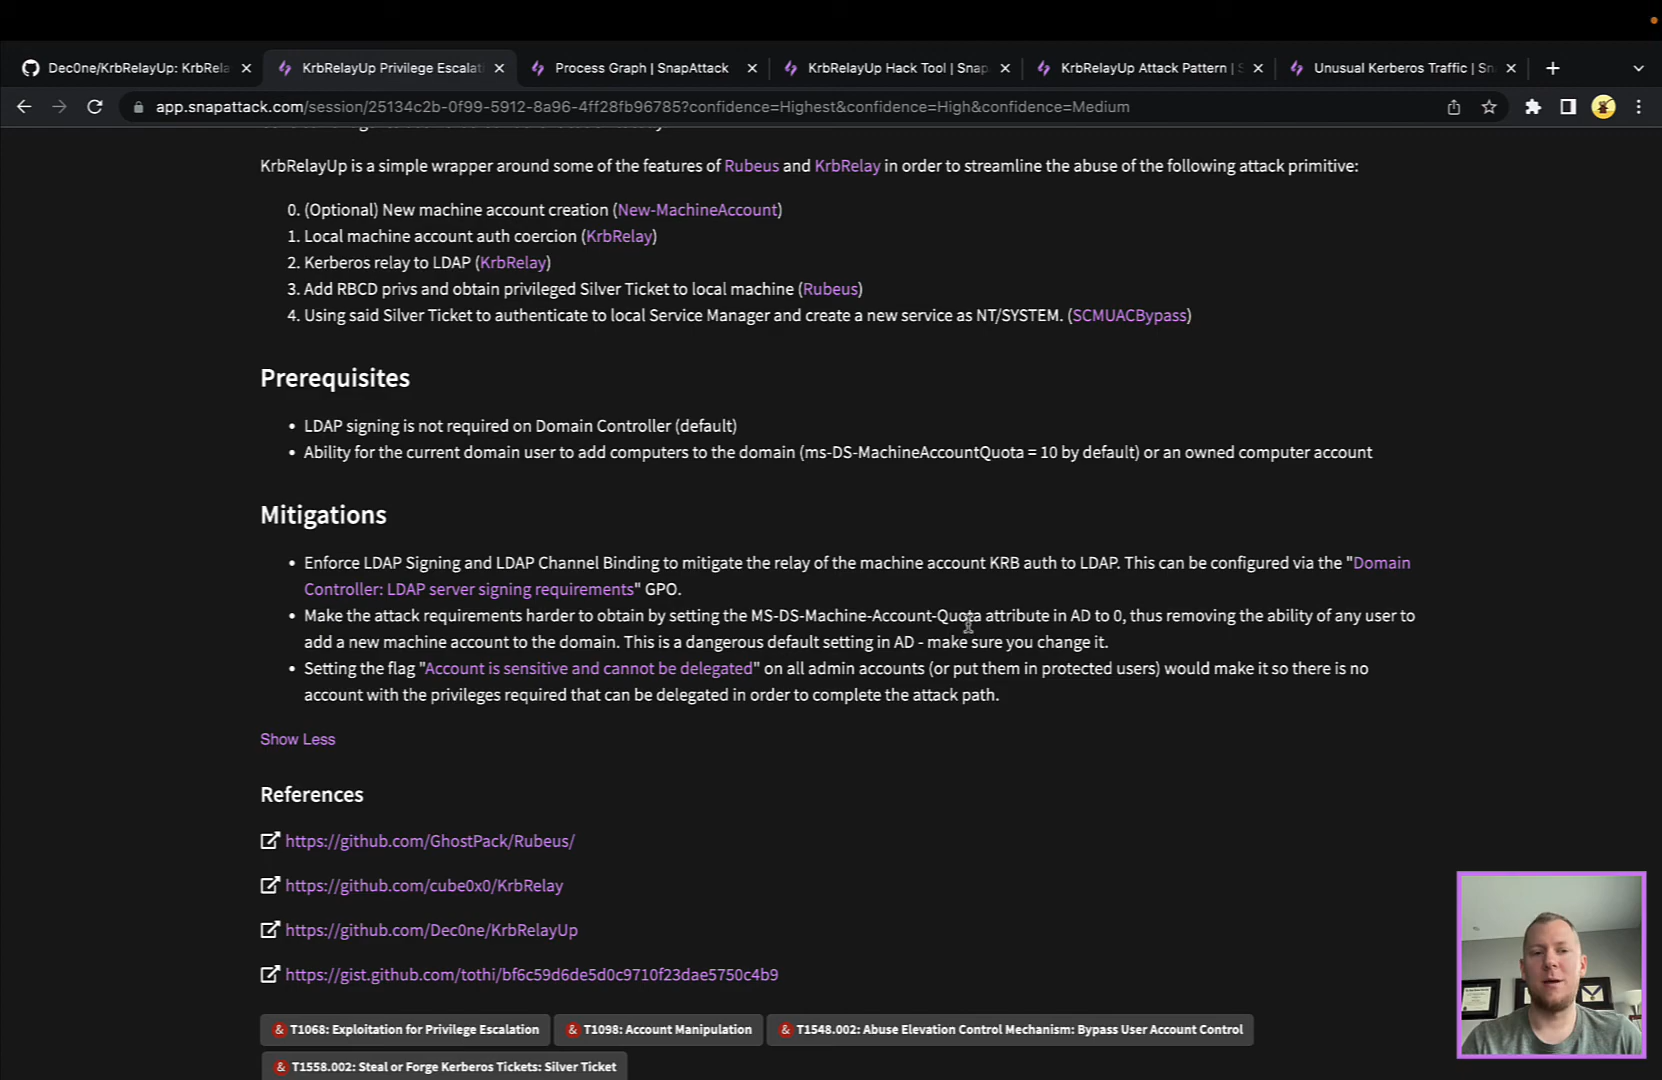 Dec0ne/KrbRelayUp: KrbRela
KrbRelayUp Privilege Escalati
Process Graph | SnapAttack
KrbRelayUp Hack Tool | Snap
KrbRelayUp Attack Pattern | S
Unusual Kerberos Traffic | Sn
app.snapattack.com/session/25134c2b-0f99-5912-8a96-4ff28fb96785?confidence=Highest&confidence=High&confidence=Medium
KrbRelayUp is a simple wrapper around some of the features of Rubeus and KrbRelay in order to streamline the abuse of the following attack primitive:
0. (Optional) New machine account creation (New-MachineAccount)
1. Local machine account auth coercion (KrbRelay)
2. Kerberos relay to LDAP (KrbRelay)
3. Add RBCD privs and obtain privileged Silver Ticket to local machine (Rubeus)
4. Using said Silver Ticket to authenticate to local Service Manager and create a new service as NT/SYSTEM. (SCMUACBypass)
Prerequisites
• LDAP signing is not required on Domain Controller (default)
• Ability for the current domain user to add computers to the domain (ms-DS-MachineAccountQuota = 10 by default) or an owned computer account
Mitigations
• Enforce LDAP Signing and LDAP Channel Binding to mitigate the relay of the machine account KRB auth to LDAP. This can be configured via the "Domain
Controller: LDAP server signing requirements" GPO.
• Make the attack requirements harder to obtain by setting the MS-DS-Machine-Account-Quota attribute in AD to 0, thus removing the ability of any user to
add a new machine account to the domain. This is a dangerous default setting in AD - make sure you change it.
• Setting the flag "Account is sensitive and cannot be delegated" on all admin accounts (or put them in protected users) would make it so there is no
account with the privileges required that can be delegated in order to complete the attack path.
Show Less
References
https://github.com/GhostPack/Rubeus/
https://github.com/cube0x0/KrbRelay
https://github.com/Dec0ne/KrbRelayUp
https://gist.github.com/tothi/bf6c59d6de5d0c9710f23dae5750c4b9
& T1068: Exploitation for Privilege Escalation
& T1098: Account Manipulation
& T1548.002: Abuse Elevation Control Mechanism: Bypass User Account Control
& T1558.002: Steal or Forge Kerberos Tickets: Silver Ticket